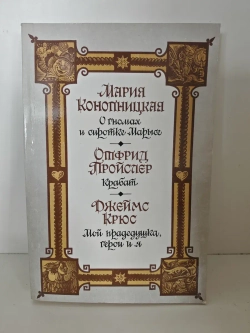 Мария
Конопницкая
О гномах
и сиротке Марысе
Отфрид
Пройслер
Крабат
Джеймс
Крюс
Мой прадедушка,
герои и я